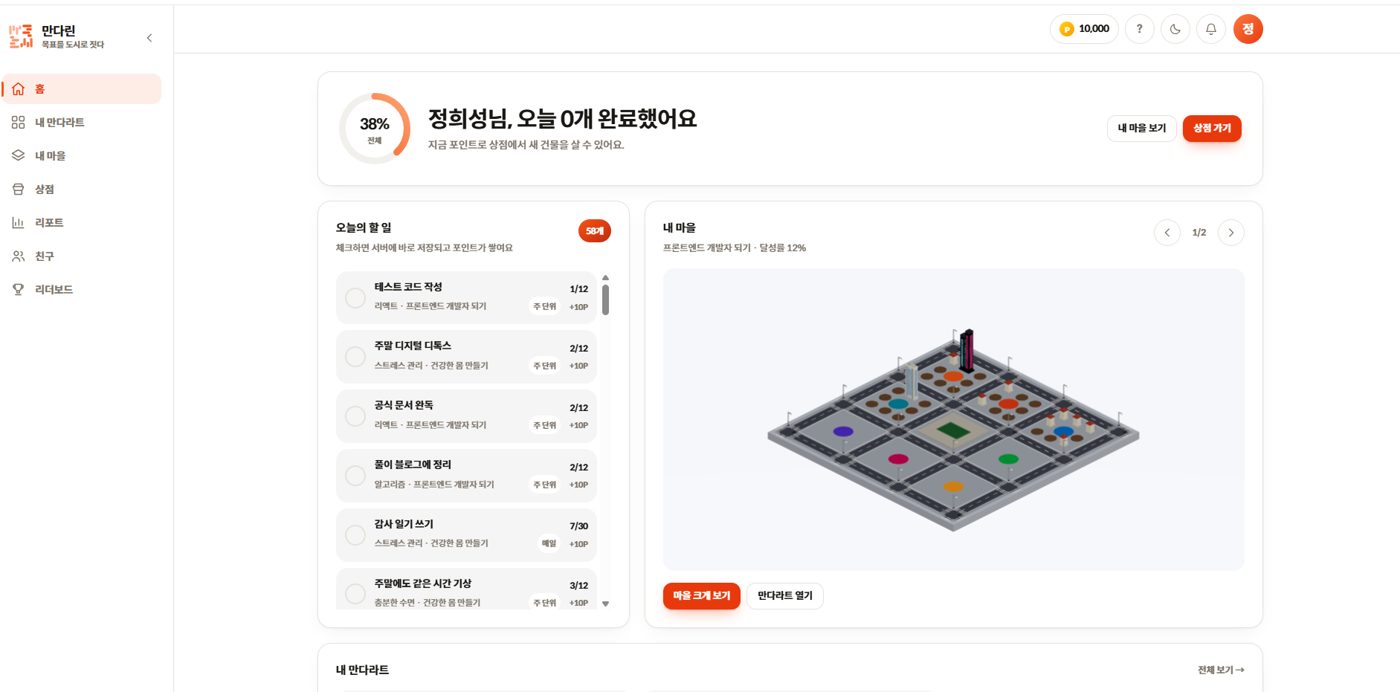 만다린
목표를 도시로 짓다
P 10,000
?
정
홈
내 만다라트
내 마을
상점
리포트
친구
리더보드
38%
전체
정희성님, 오늘 0개 완료했어요
지금 포인트로 상점에서 새 건물을 살 수 있어요.
내 마을 보기
상점 가기
오늘의 할 일
58개
체크하면 서버에 바로 저장되고 포인트가 쌓여요
테스트 코드 작성
1/12
리액트 · 프론트엔드 개발자 되기
주 단위
+10P
주말 디지털 디톡스
2/12
스트레스 관리 · 건강한 몸 만들기
주 단위
+10P
공식 문서 완독
2/12
리액트 · 프론트엔드 개발자 되기
주 단위
+10P
풀이 블로그에 정리
2/12
알고리즘 · 프론트엔드 개발자 되기
주 단위
+10P
감사 일기 쓰기
7/30
스트레스 관리 · 건강한 몸 만들기
매일
+10P
주말에도 같은 시간 기상
3/12
충분한 수면 · 건강한 몸 만들기
주 단위
+10P
내 마을
프론트엔드 개발자 되기 · 달성률 12%
1/2
마을 크게 보기
만다라트 열기
내 만다라트
전체 보기 →